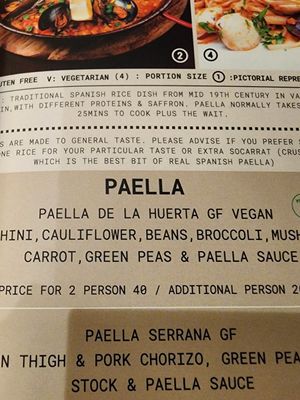 2 4
UTEN FREE V: VEGETARIAN (4) : PORTION SIZE 1 :PICTORIAL REPRE
: TRADITIONAL SPANISH RICE DISH FROM MID 19TH CENTURY IN VA
IN,WITH DIFFERENT PROTEINS & SAFFRON. PAELLA NORMALLY TAKES
25MINS TO COOK PLUS THE WAIT.
S ARE MADE TO GENERAL TASTE. PLEASE ADVISE IF YOU PREFER S
ONE RICE FOR YOUR PARTICULAR TASTE OR EXTRA SOCARRAT (CRUS
WHICH IS THE BEST BIT OF REAL SPANISH PAELLA)
PAELLA
PAELLA DE LA HUERTA GF VEGAN
HINI,CAULIFLOWER,BEANS,BROCCOLI,MUSH
CARROT,GREEN PEAS & PAELLA SAUCE
PRICE FOR 2 PERSON 40 / ADDITIONAL PERSON 20
PAELLA SERRANA GF
N THIGH & PORK CHORIZO, GREEN PEA
STOCK & PAELLA SAUCE